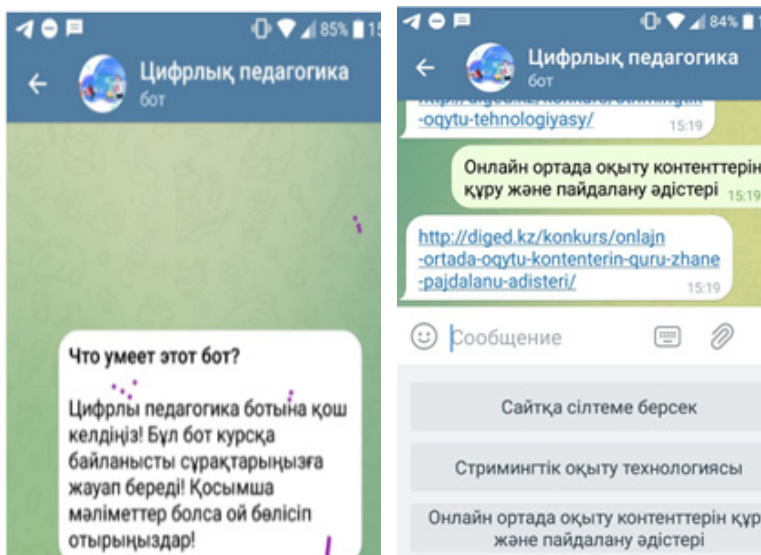 85%
Цифрлық педагогика
бот
Что умеет этот бот?
Цифрлы педагогика ботына қош
келдіңіз! Бұл бот курсқа
байланысты сұрақтарыңызға
жауап береді! Қосымша
мәліметтер болса ой бөлісіп
отырыңыздар!
84%
Цифрлық педагогика
бот
-oqytu-tehnologiyasy/
15:19
Онлайн ортада оқыту контенттерін
құру және пайдалану әдістері 15:19
http://diged.kz/konkurs/onlajn
-ortada-oqytu-kontenterin-quru-zhane
-pajdalanu-adisteri/
15:19
Сообщение
Сайтқа сілтеме берсек
Стримингтік оқыту технологиясы
Онлайн ортада оқыту контенттерін құр
және пайдалану әдістері